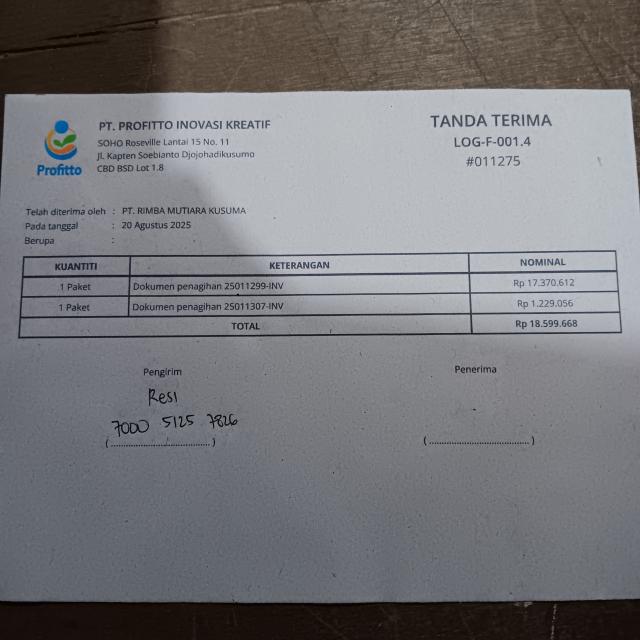 Profitto
PT. PROFITTO INOVASI KREATIF
SOHO Roseville Lantai 15 No. 11
Jl. Kapten Soebianto Djojohadikusumo
CBD BSD Lot 1.8
TANDA TERIMA
LOG-F-001.4
#011275
Telah diterima oleh : PT. RIMBA MUTIARA KUSUMA
Pada tanggal : 20 Agustus 2025
Berupa :
KUANTITI KETERANGAN NOMINAL
1 Paket Dokumen penagihan 25011299-INV Rp 17.370.612
1 Paket Dokumen penagihan 25011307-INV Rp 1.229.056
TOTAL Rp 18.599.668
Pengirim Penerima
Resi
7000 5125 7826
(................................) (................................)